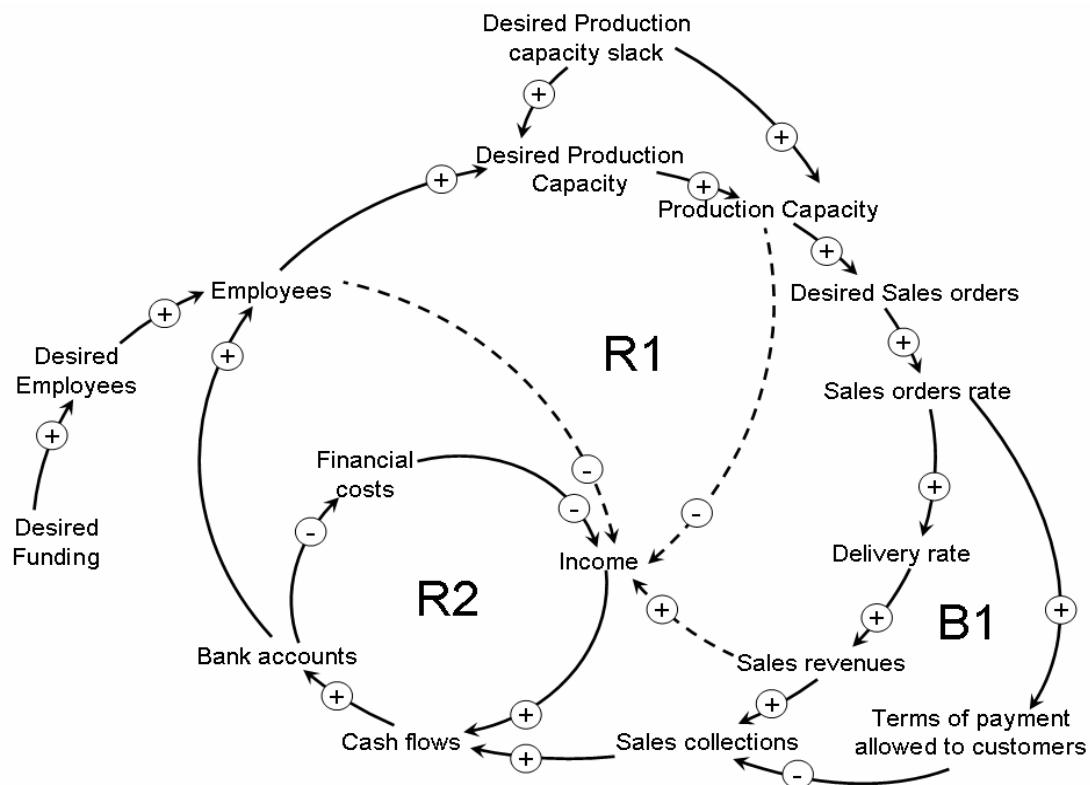 Desired Production
capacity slack
+
+
Desired Production
Capacity
+
+
Production Capacity
+
Employees
Desired Sales orders
+
+
R1
Desired
Employees
+
Sales orders rate
+
Financial
costs
-
-
-
+
Desired
Funding
-
Income
Delivery rate
R2
+
+
B1
+
Bank accounts
Sales revenues
+
+
+
Terms of payment
allowed to customers
Cash flows
+
Sales collections
-